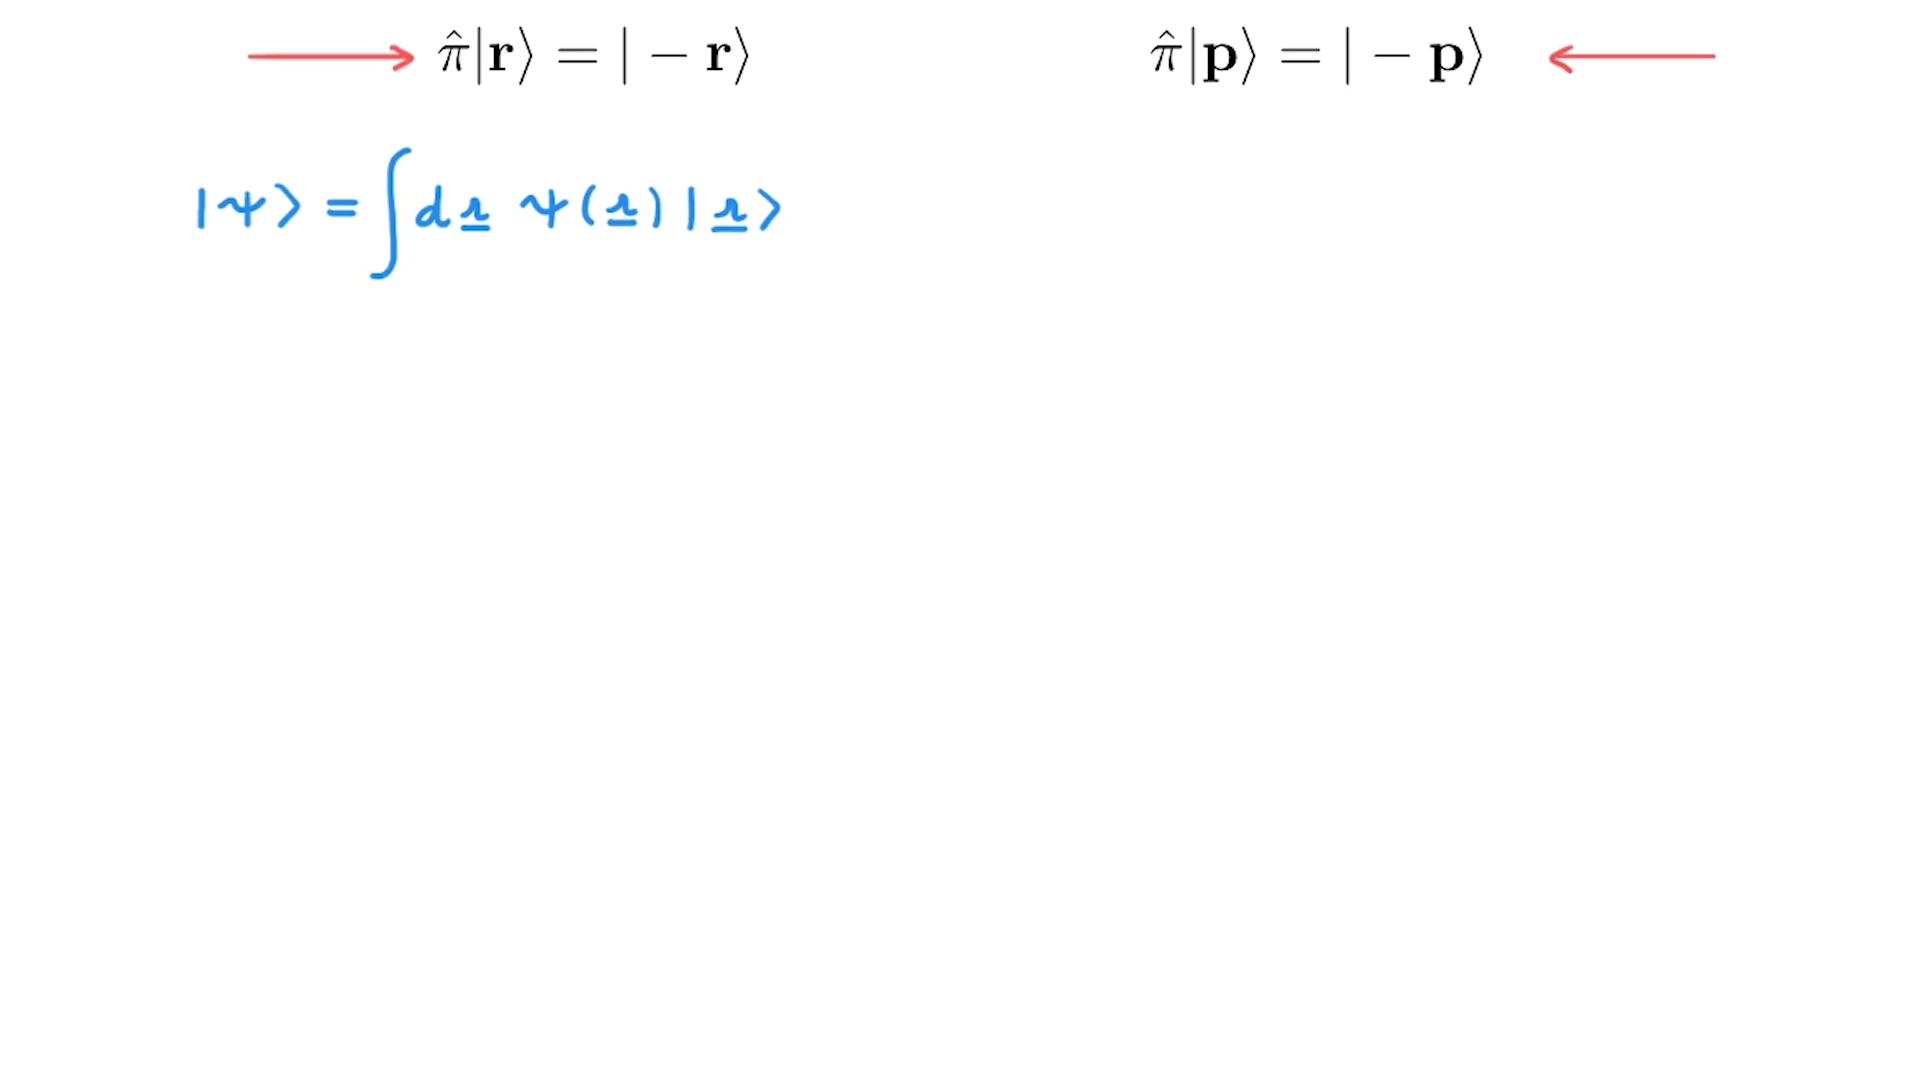 π̂|r⟩ = |− r⟩
π̂|p⟩ = |− p⟩
|ψ⟩ = ∫ dr ψ(r) |r⟩